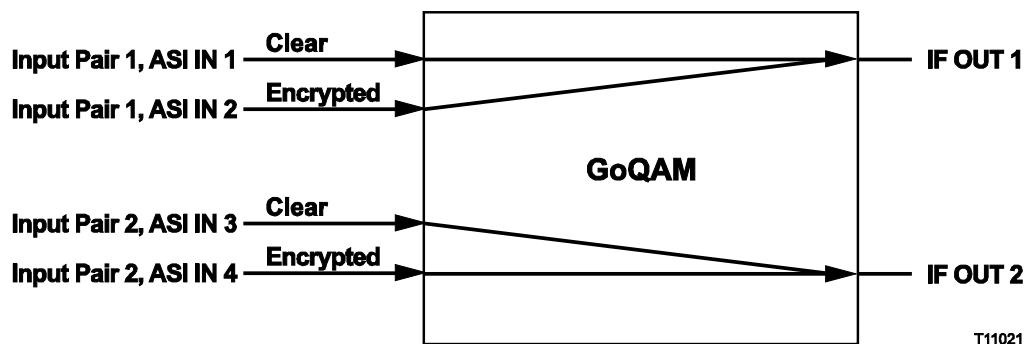 Clear
Input Pair 1, ASI IN 1
IF OUT 1
Encrypted
Input Pair 1, ASI IN 2
GoQAM
Clear
Input Pair 2, ASI IN 3
Encrypted
Input Pair 2, ASI IN 4
IF OUT 2
T11021